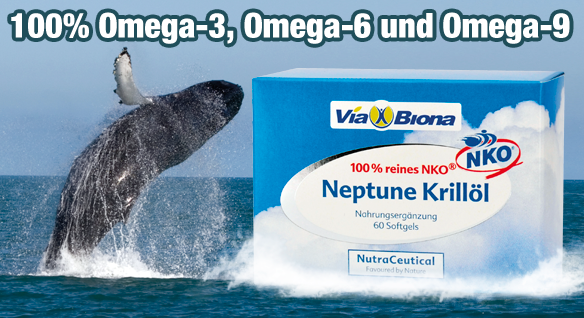 100% Omega-3, Omega-6 und Omega-9
Via Biona
NKO®
100% reines NKO®
Neptune Krillöl
Nahrungsergänzung
60 Softgels
NutraCeutical
Favoured by Nature